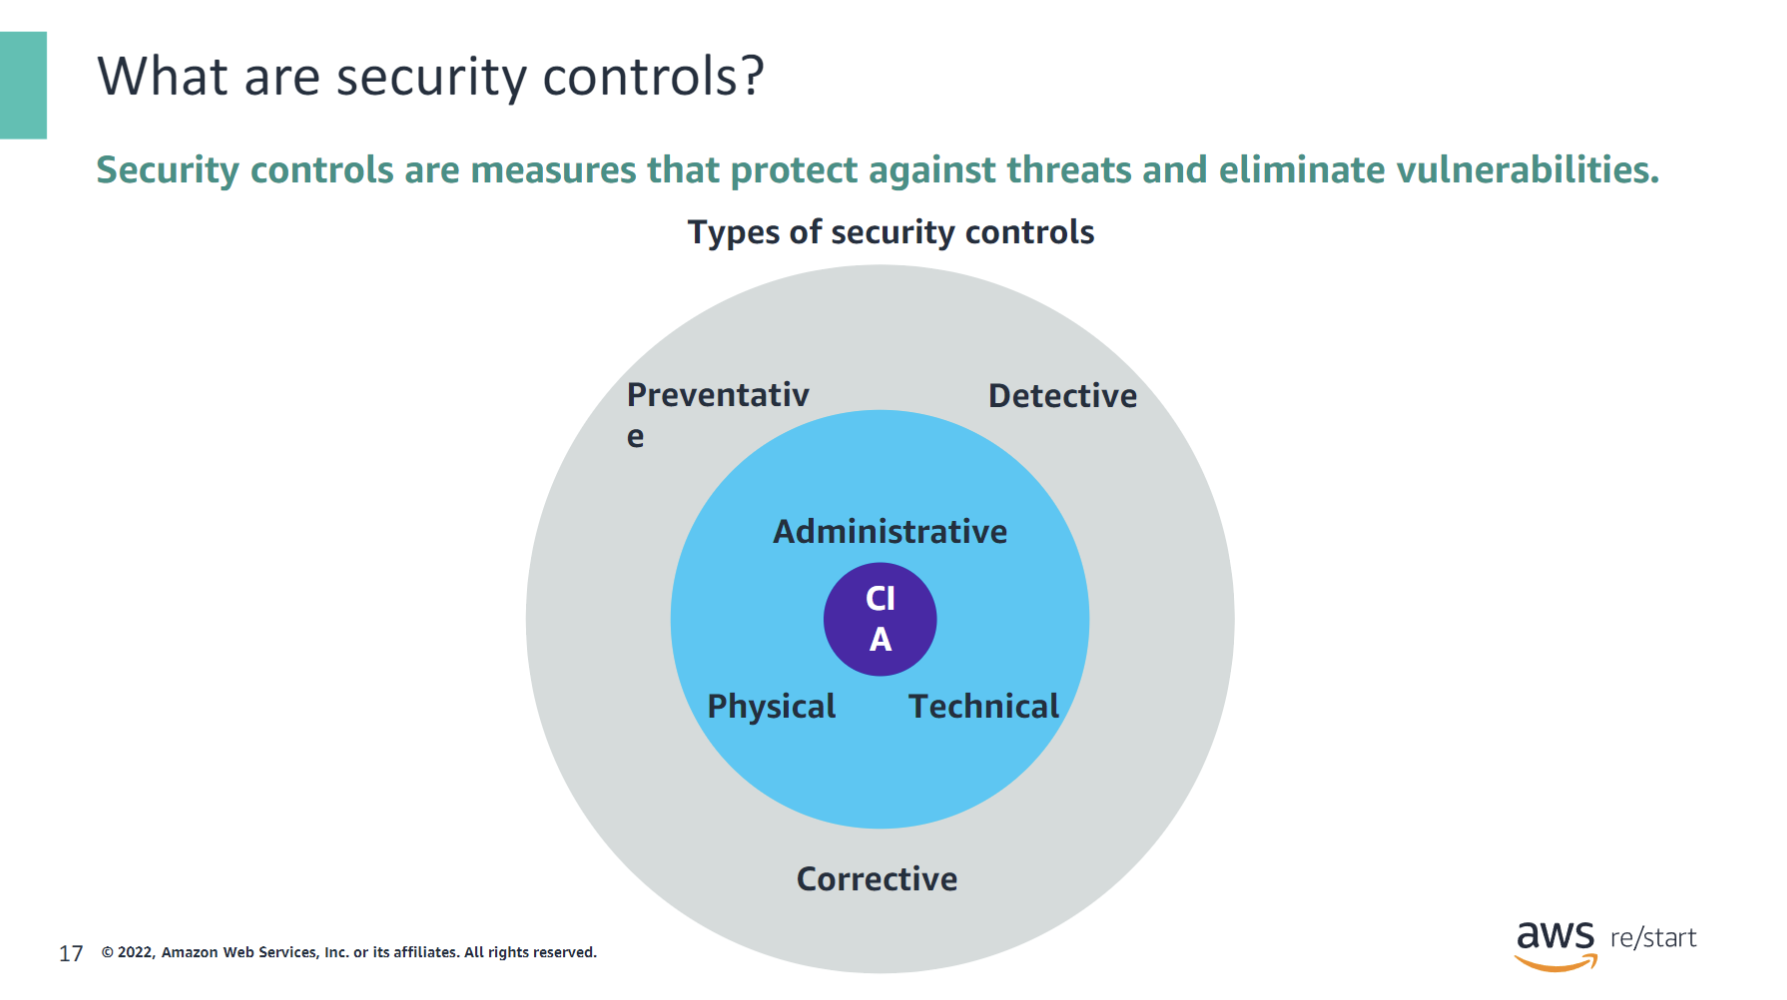 What are security controls?
Security controls are measures that protect against threats and eliminate vulnerabilities.
Types of security controls
Preventativ
e
Detective
Administrative
CI
A
Physical
Technical
Corrective
17
© 2022, Amazon Web Services, Inc. or its affiliates. All rights reserved.
aws re/start